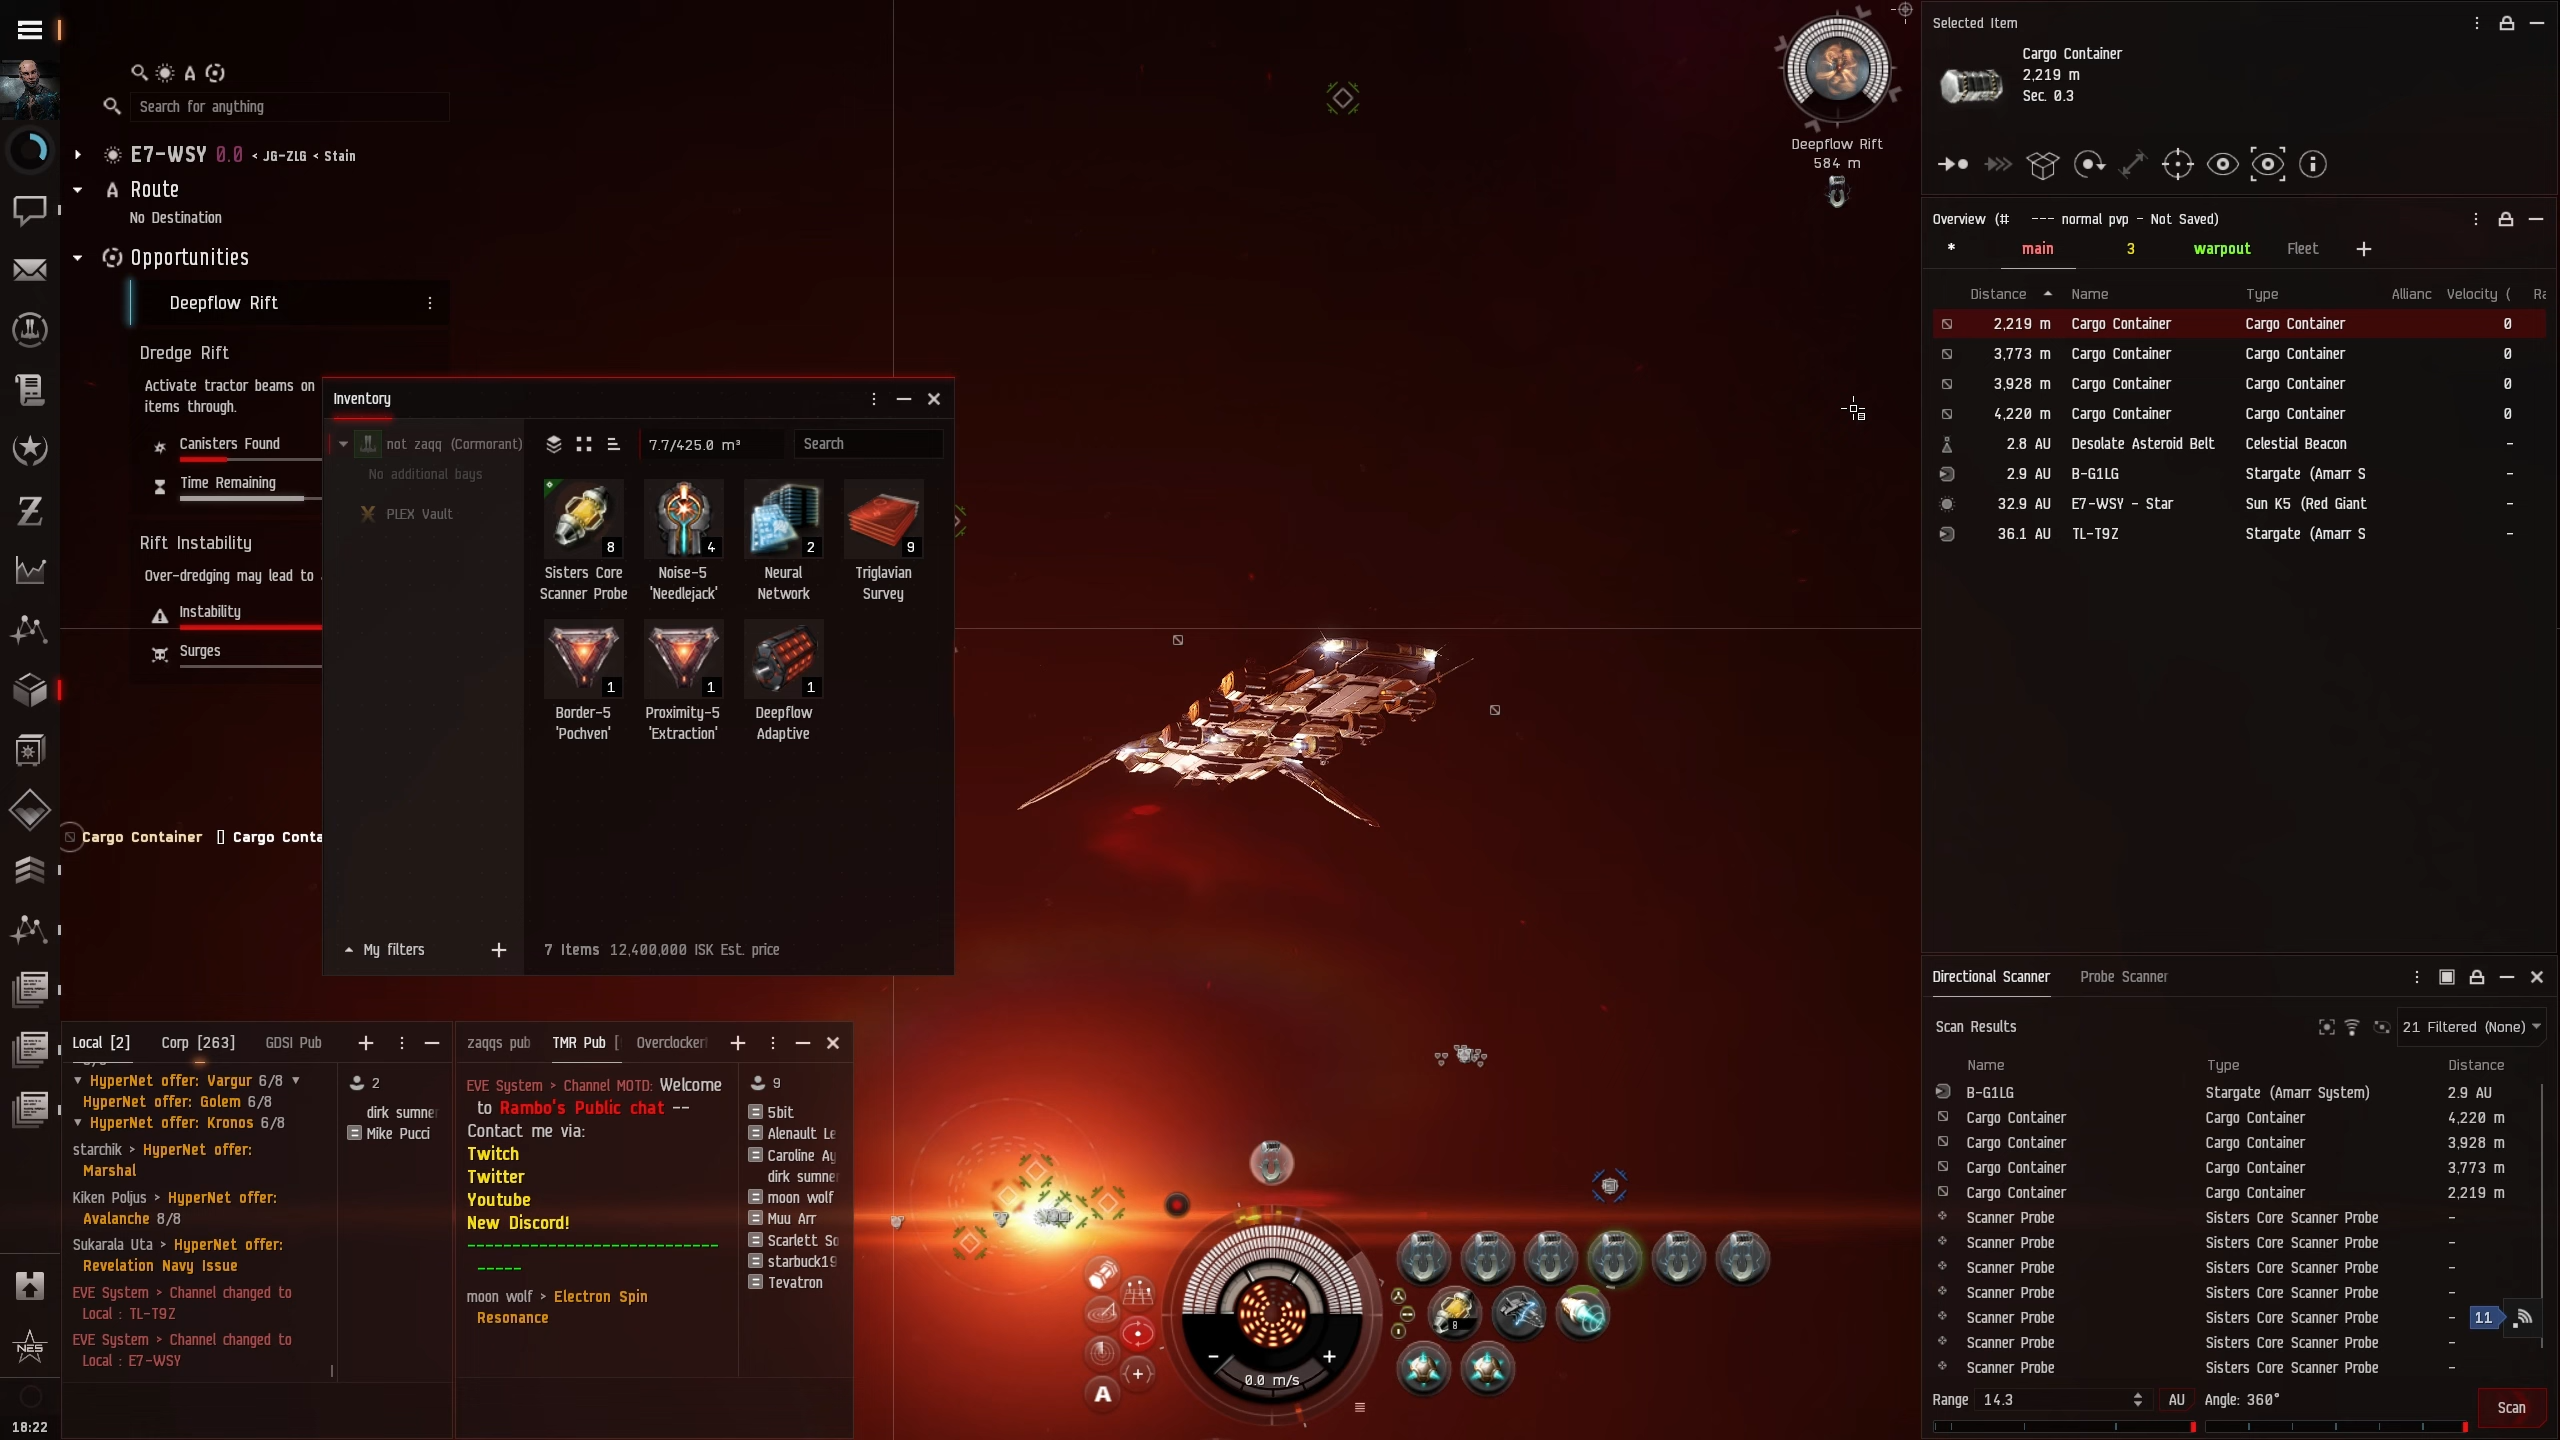 Search for anything
E7-WSY 0.0 < JG-ZLG < Stain
Route
No Destination
Opportunities
Deepflow Rift
Dredge Rift
Activate tractor beams on
items through.
Canisters Found
Time Remaining
Rift Instability
Over-dredging may lead to
Instability
Surges
Cargo Container [] Cargo Conta
Inventory
not zaqq (Cormorant)
No additional bays
PLEX Vault
7.7/425.0 m³
Search
8
4
2
9
Sisters Core
Scanner Probe
Noise-5
'Needlejack'
Neural
Network
Triglavian
Survey
1
1
1
Border-5
'Pochven'
Proximity-5
'Extraction'
Deepflow
Adaptive
My filters
7 Items 12,400,000 ISK Est. price
Deepflow Rift
584 m
Selected Item
Cargo Container
2,219 m
Sec. 0.3
Overview (# --- normal pvp - Not Saved)
* main 3 warpout Fleet
Distance Name Type Allianc Velocity ( Ra
2,219 m Cargo Container Cargo Container 0
3,773 m Cargo Container Cargo Container 0
3,928 m Cargo Container Cargo Container 0
4,220 m Cargo Container Cargo Container 0
2.8 AU Desolate Asteroid Belt Celestial Beacon -
2.9 AU B-G1LG Stargate (Amarr S -
32.9 AU E7-WSY - Star Sun K5 (Red Giant -
36.1 AU TL-T9Z Stargate (Amarr S -
Directional Scanner Probe Scanner
Scan Results
21 Filtered (None)
Name Type Distance
B-G1LG Stargate (Amarr System) 2.9 AU
Cargo Container Cargo Container 4,220 m
Cargo Container Cargo Container 3,928 m
Cargo Container Cargo Container 3,773 m
Cargo Container Cargo Container 2,219 m
Scanner Probe Sisters Core Scanner Probe -
Scanner Probe Sisters Core Scanner Probe -
Scanner Probe Sisters Core Scanner Probe -
Scanner Probe Sisters Core Scanner Probe -
Scanner Probe Sisters Core Scanner Probe -
Scanner Probe Sisters Core Scanner Probe -
Scanner Probe Sisters Core Scanner Probe -
11
Range 14.3 AU Angle: 360°
Scan
Local [2] Corp [263] GDSI Pub
HyperNet offer: Vargur 6/8
HyperNet offer: Golem 6/8
HyperNet offer: Kronos 6/8
starchik > HyperNet offer:
Marshal
Kiken Poljus > HyperNet offer:
Avalanche 8/8
Sukarala Uta > HyperNet offer:
Revelation Navy Issue
EVE System > Channel changed to
Local : TL-T9Z
EVE System > Channel changed to
Local : E7-WSY
2
dirk sumner
Mike Pucci
zaqqs pub TMR Pub [ Overclocker
EVE System > Channel MOTD: Welcome
to Rambo's Public chat --
Contact me via:
Twitch
Twitter
Youtube
New Discord!
----------------------------
-----
moon wolf > Electron Spin
Resonance
9
5bit
Alenault Le
Caroline Ay
dirk sumner
moon wolf
Muu Arr
Scarlett So
starbuck19
Tevatron
A
8
0.0 m/s
NES
18:22